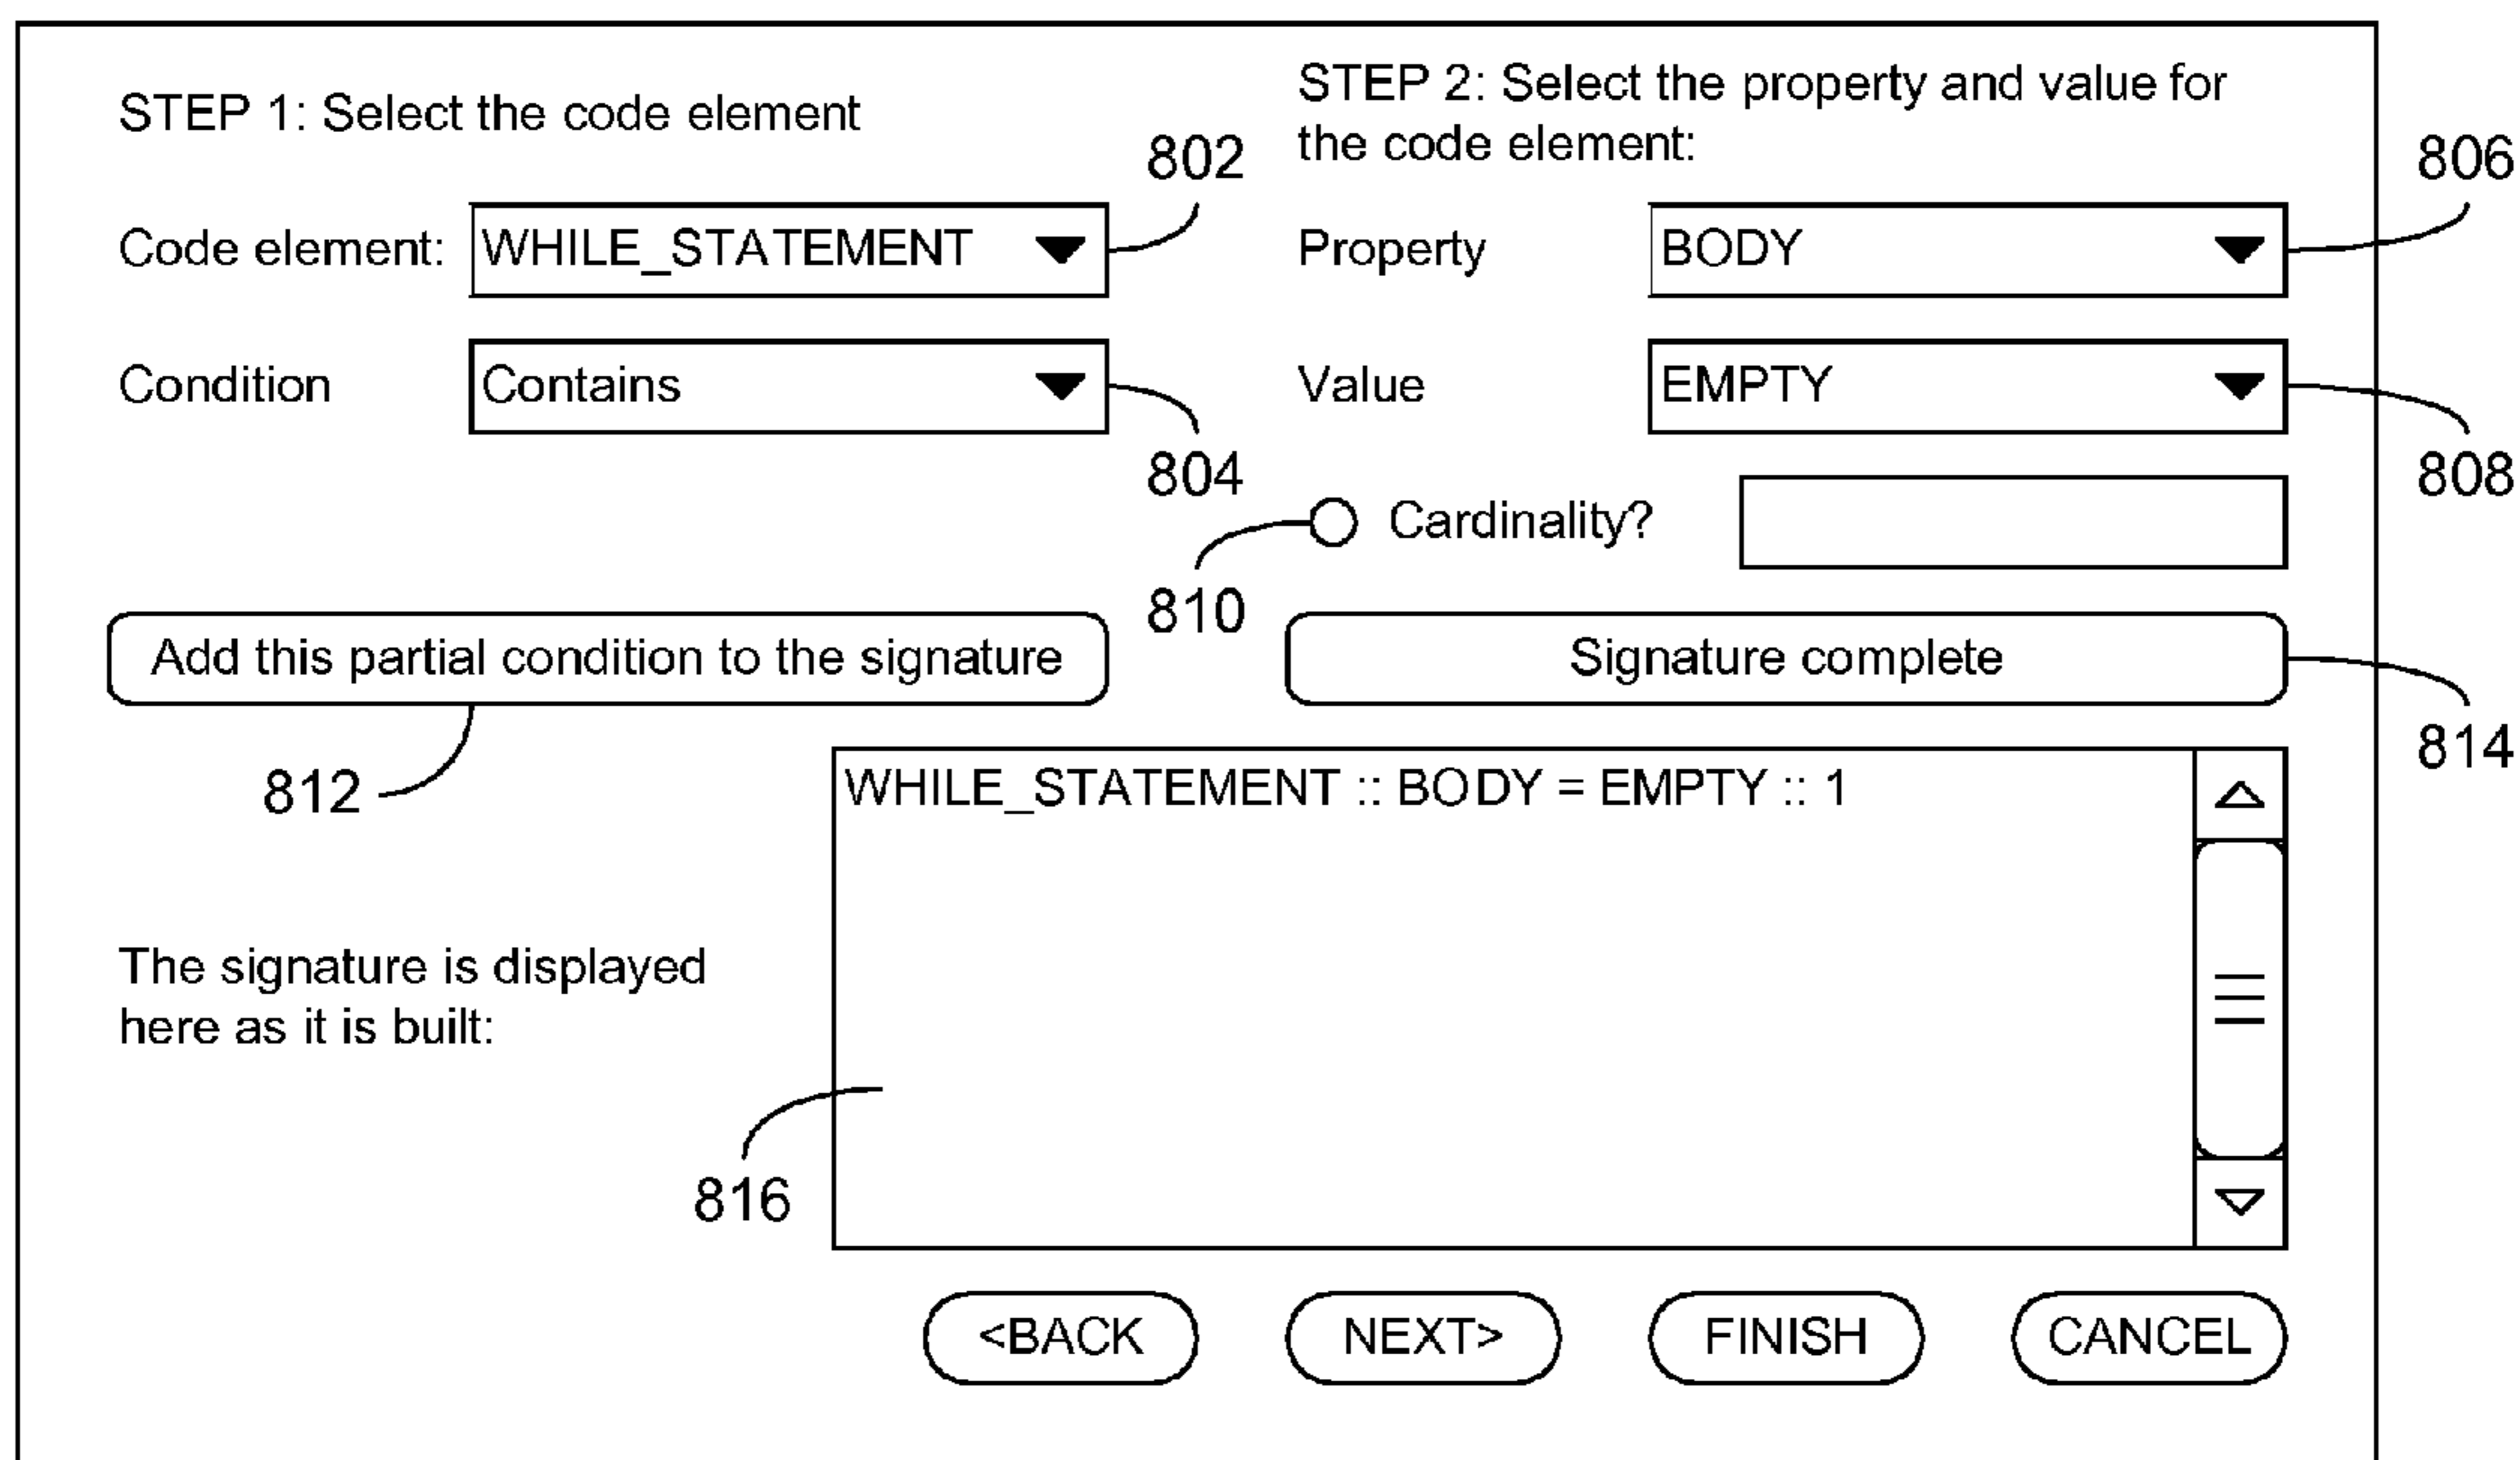 STEP 1: Select the code element
STEP 2: Select the property and value for
the code element:
802
806
Code element:
WHILE_STATEMENT
Property
BODY
Condition
Contains
Value
EMPTY
804
808
Cardinality?
810
Add this partial condition to the signature
Signature complete
812
814
WHILE_STATEMENT :: BODY = EMPTY :: 1
The signature is displayed
here as it is built:
816
<BACK
NEXT>
FINISH
CANCEL